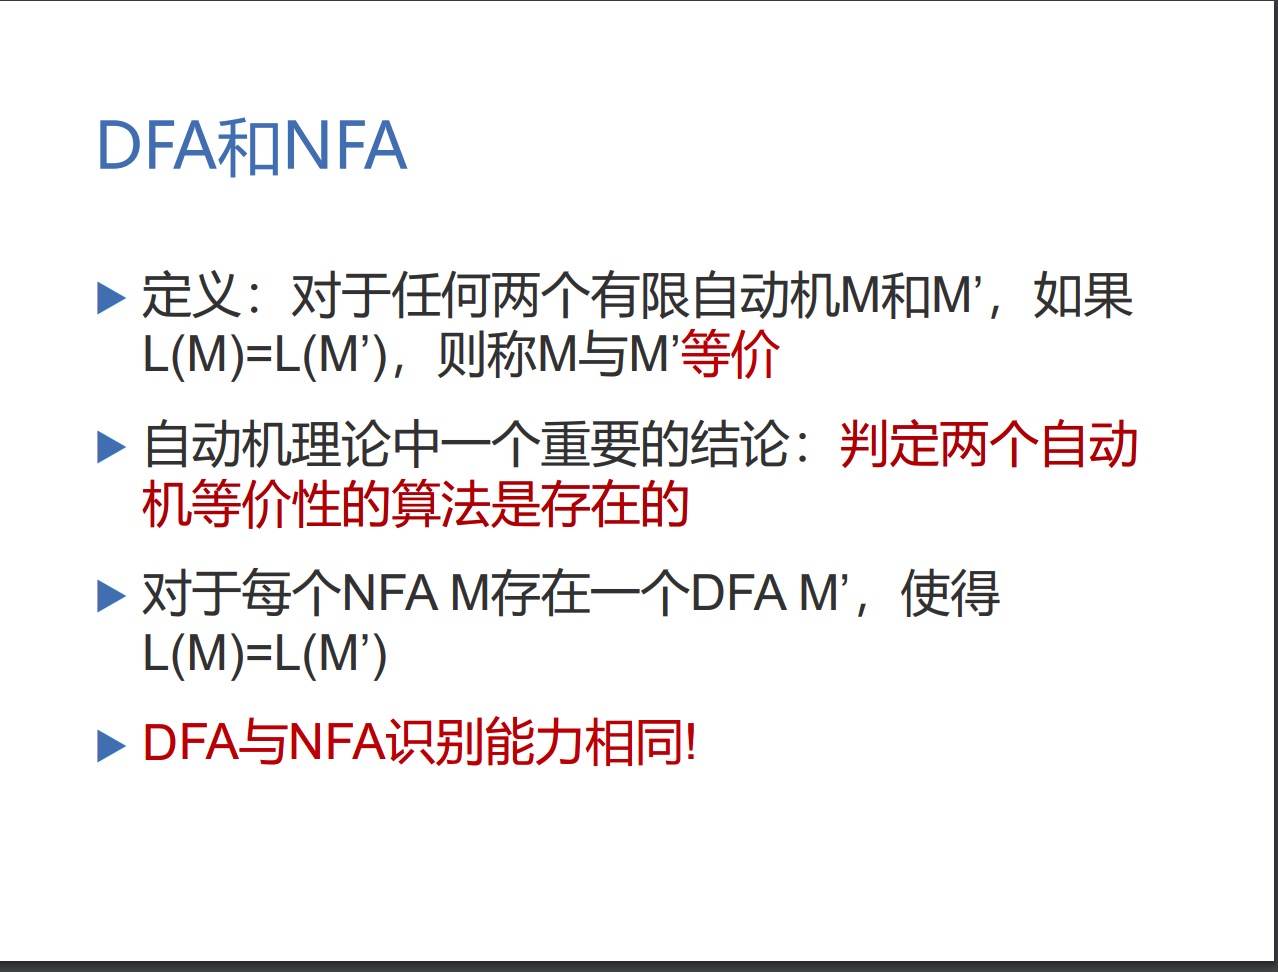 DFA和NFA
定义：对于任何两个有限自动机M和M’，如果
L(M)=L(M’)，则称M与M’等价
自动机理论中一个重要的结论：判定两个自动
机等价性的算法是存在的
对于每个NFA M存在一个DFA M’，使得
L(M)=L(M’)
DFA与NFA识别能力相同!